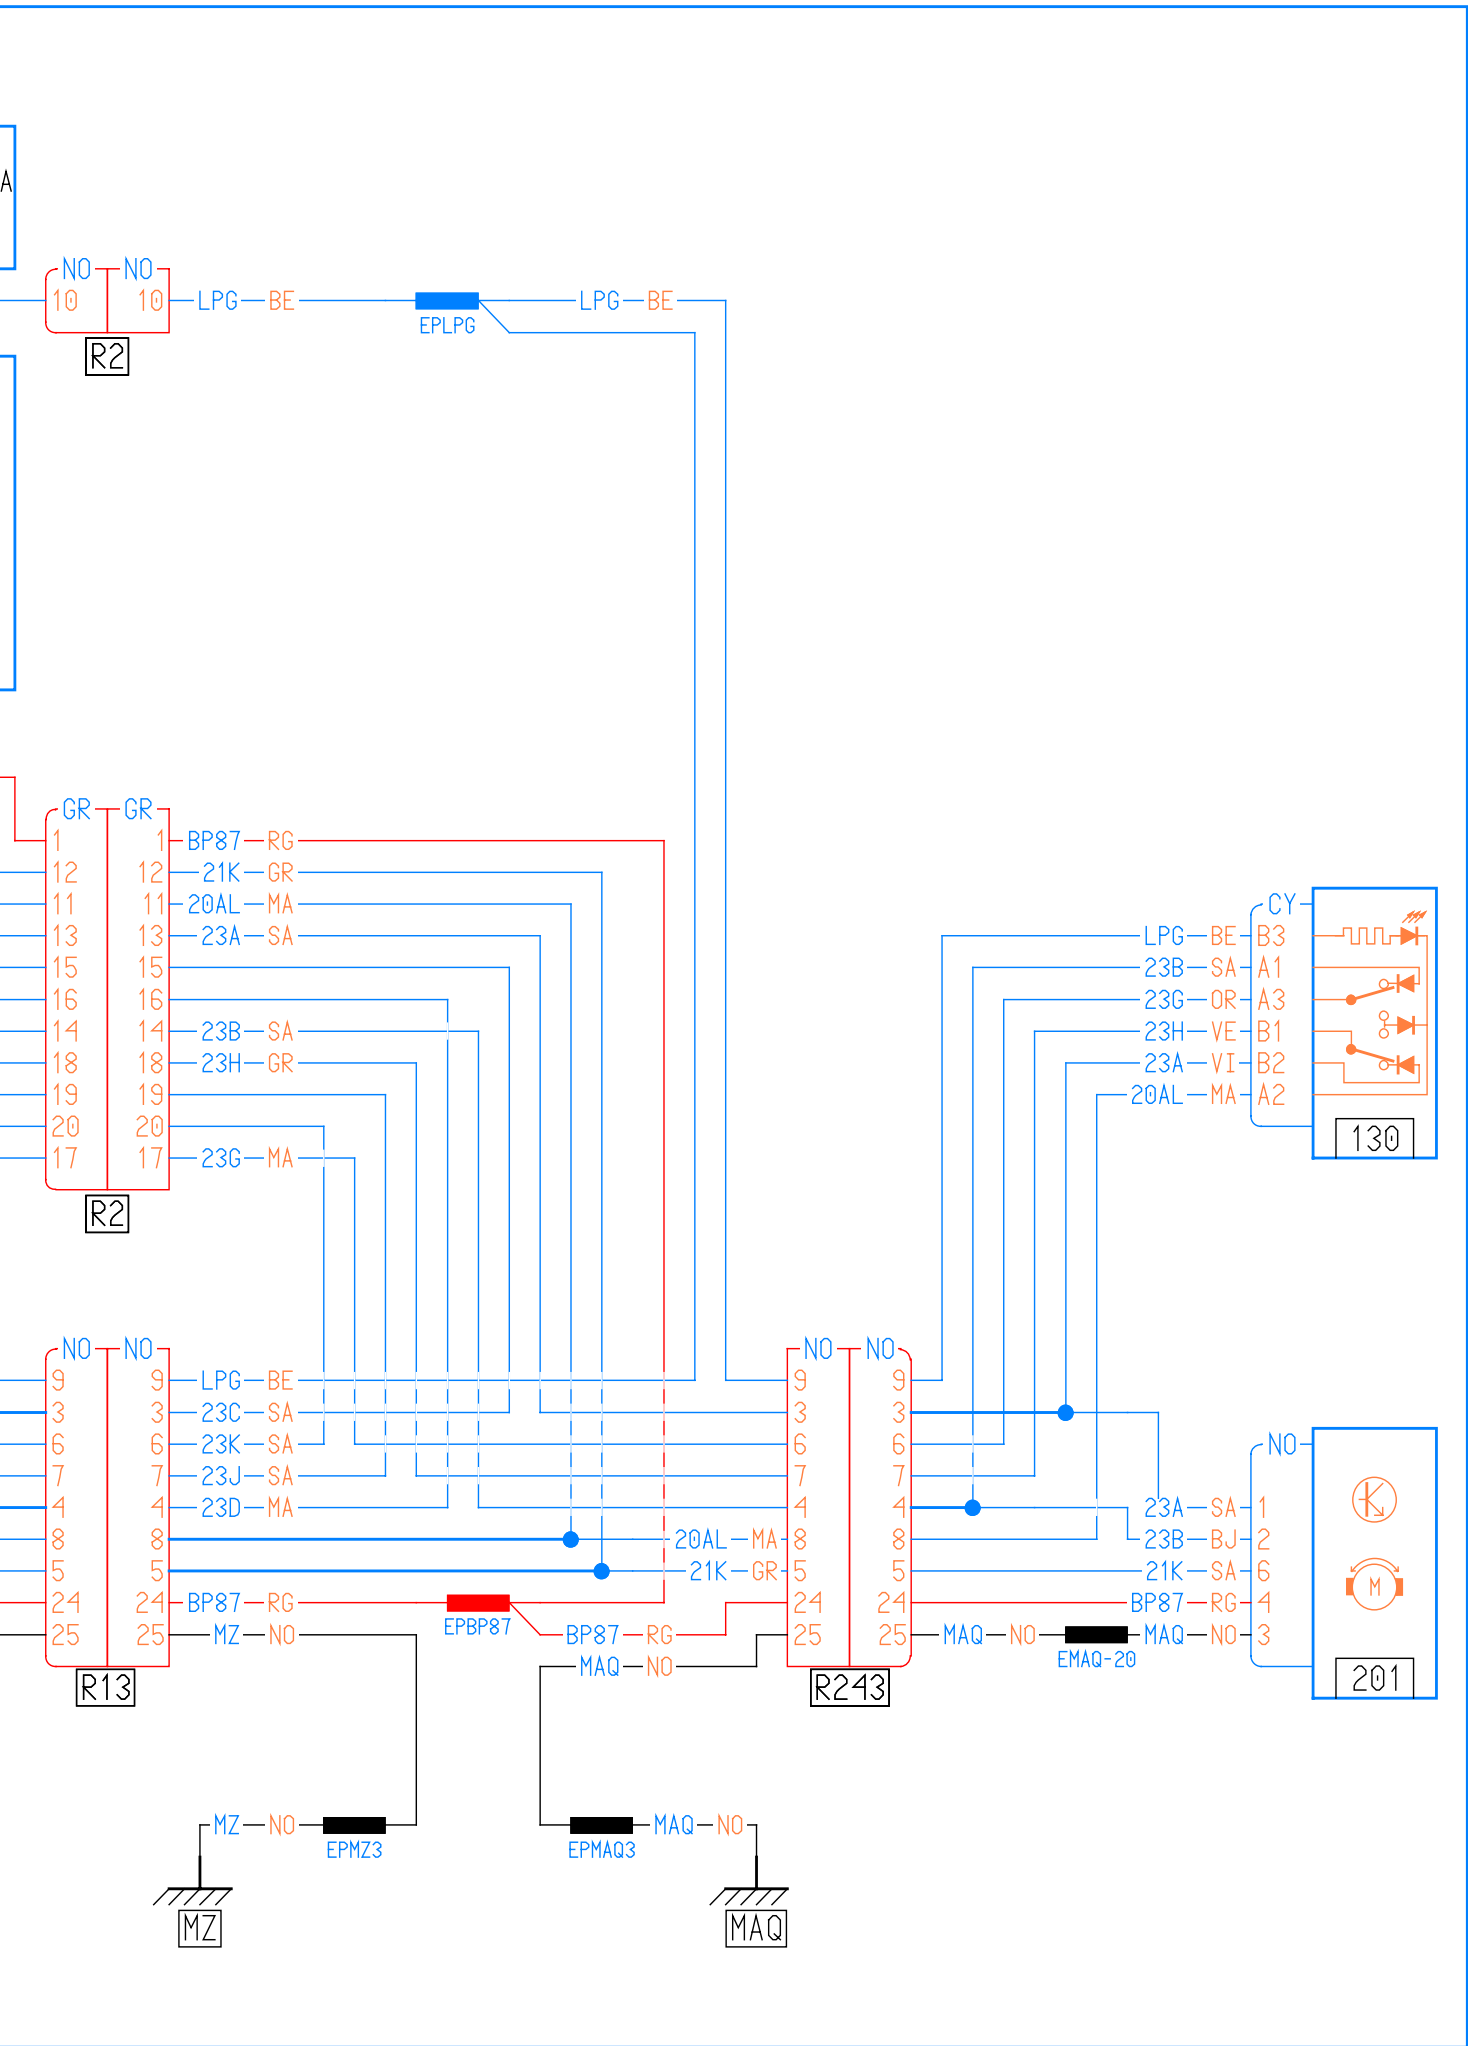 A
NO NO
10 10 LPG BE LPG BE
EPLPG
R2
GR GR
1 1 BP87 RG
12 12 21K GR
11 11 20AL MA
13 13 23A SA
15 15
16 16
14 14 23B SA
18 18 23H GR
19 19
20 20
17 17 23G MA
R2
CY
LPG BE B3
23B SA A1
23G OR A3
23H VE B1
23A VI B2
20AL MA A2
130
NO NO NO NO
9 9 LPG BE 9 9
3 3 23C SA 3 3
6 6 23K SA 6 6 NO
7 7 23J SA 7 7
4 4 23D MA 4 4 23A SA 1
8 8 20AL MA 8 8 23B BJ 2
5 5 21K GR 5 5 21K SA 6
M
24 24 BP87 RG 24 24 BP87 RG 4
EPBP87
25 25 MZ NO BP87 RG 25 25 MAQ NO MAQ NO 3
EMAQ-20
MAQ NO
R13 R243 201
MZ NO MAQ NO
EPMZ3 EPMAQ3
MZ MAQ